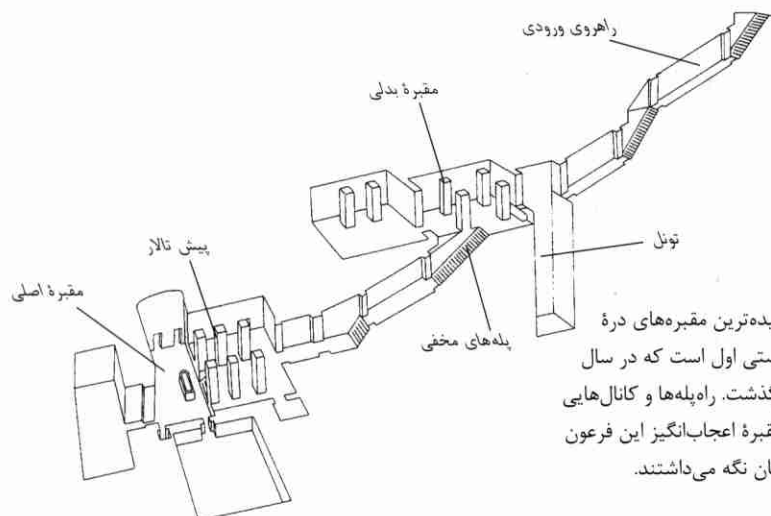 راهروی ورودی
مقبرهٔ بدلی
تونل
پیش تالار
مقبرهٔ اصلی
پله‌های مخفی
یده‌ترین مقبره‌های درهٔ
ستی اول است که در سال
گذشت. راه‌پله‌ها و کانال‌هایی
قبرهٔ اعجاب‌انگیز این فرعون
ان نگه می‌داشتند.